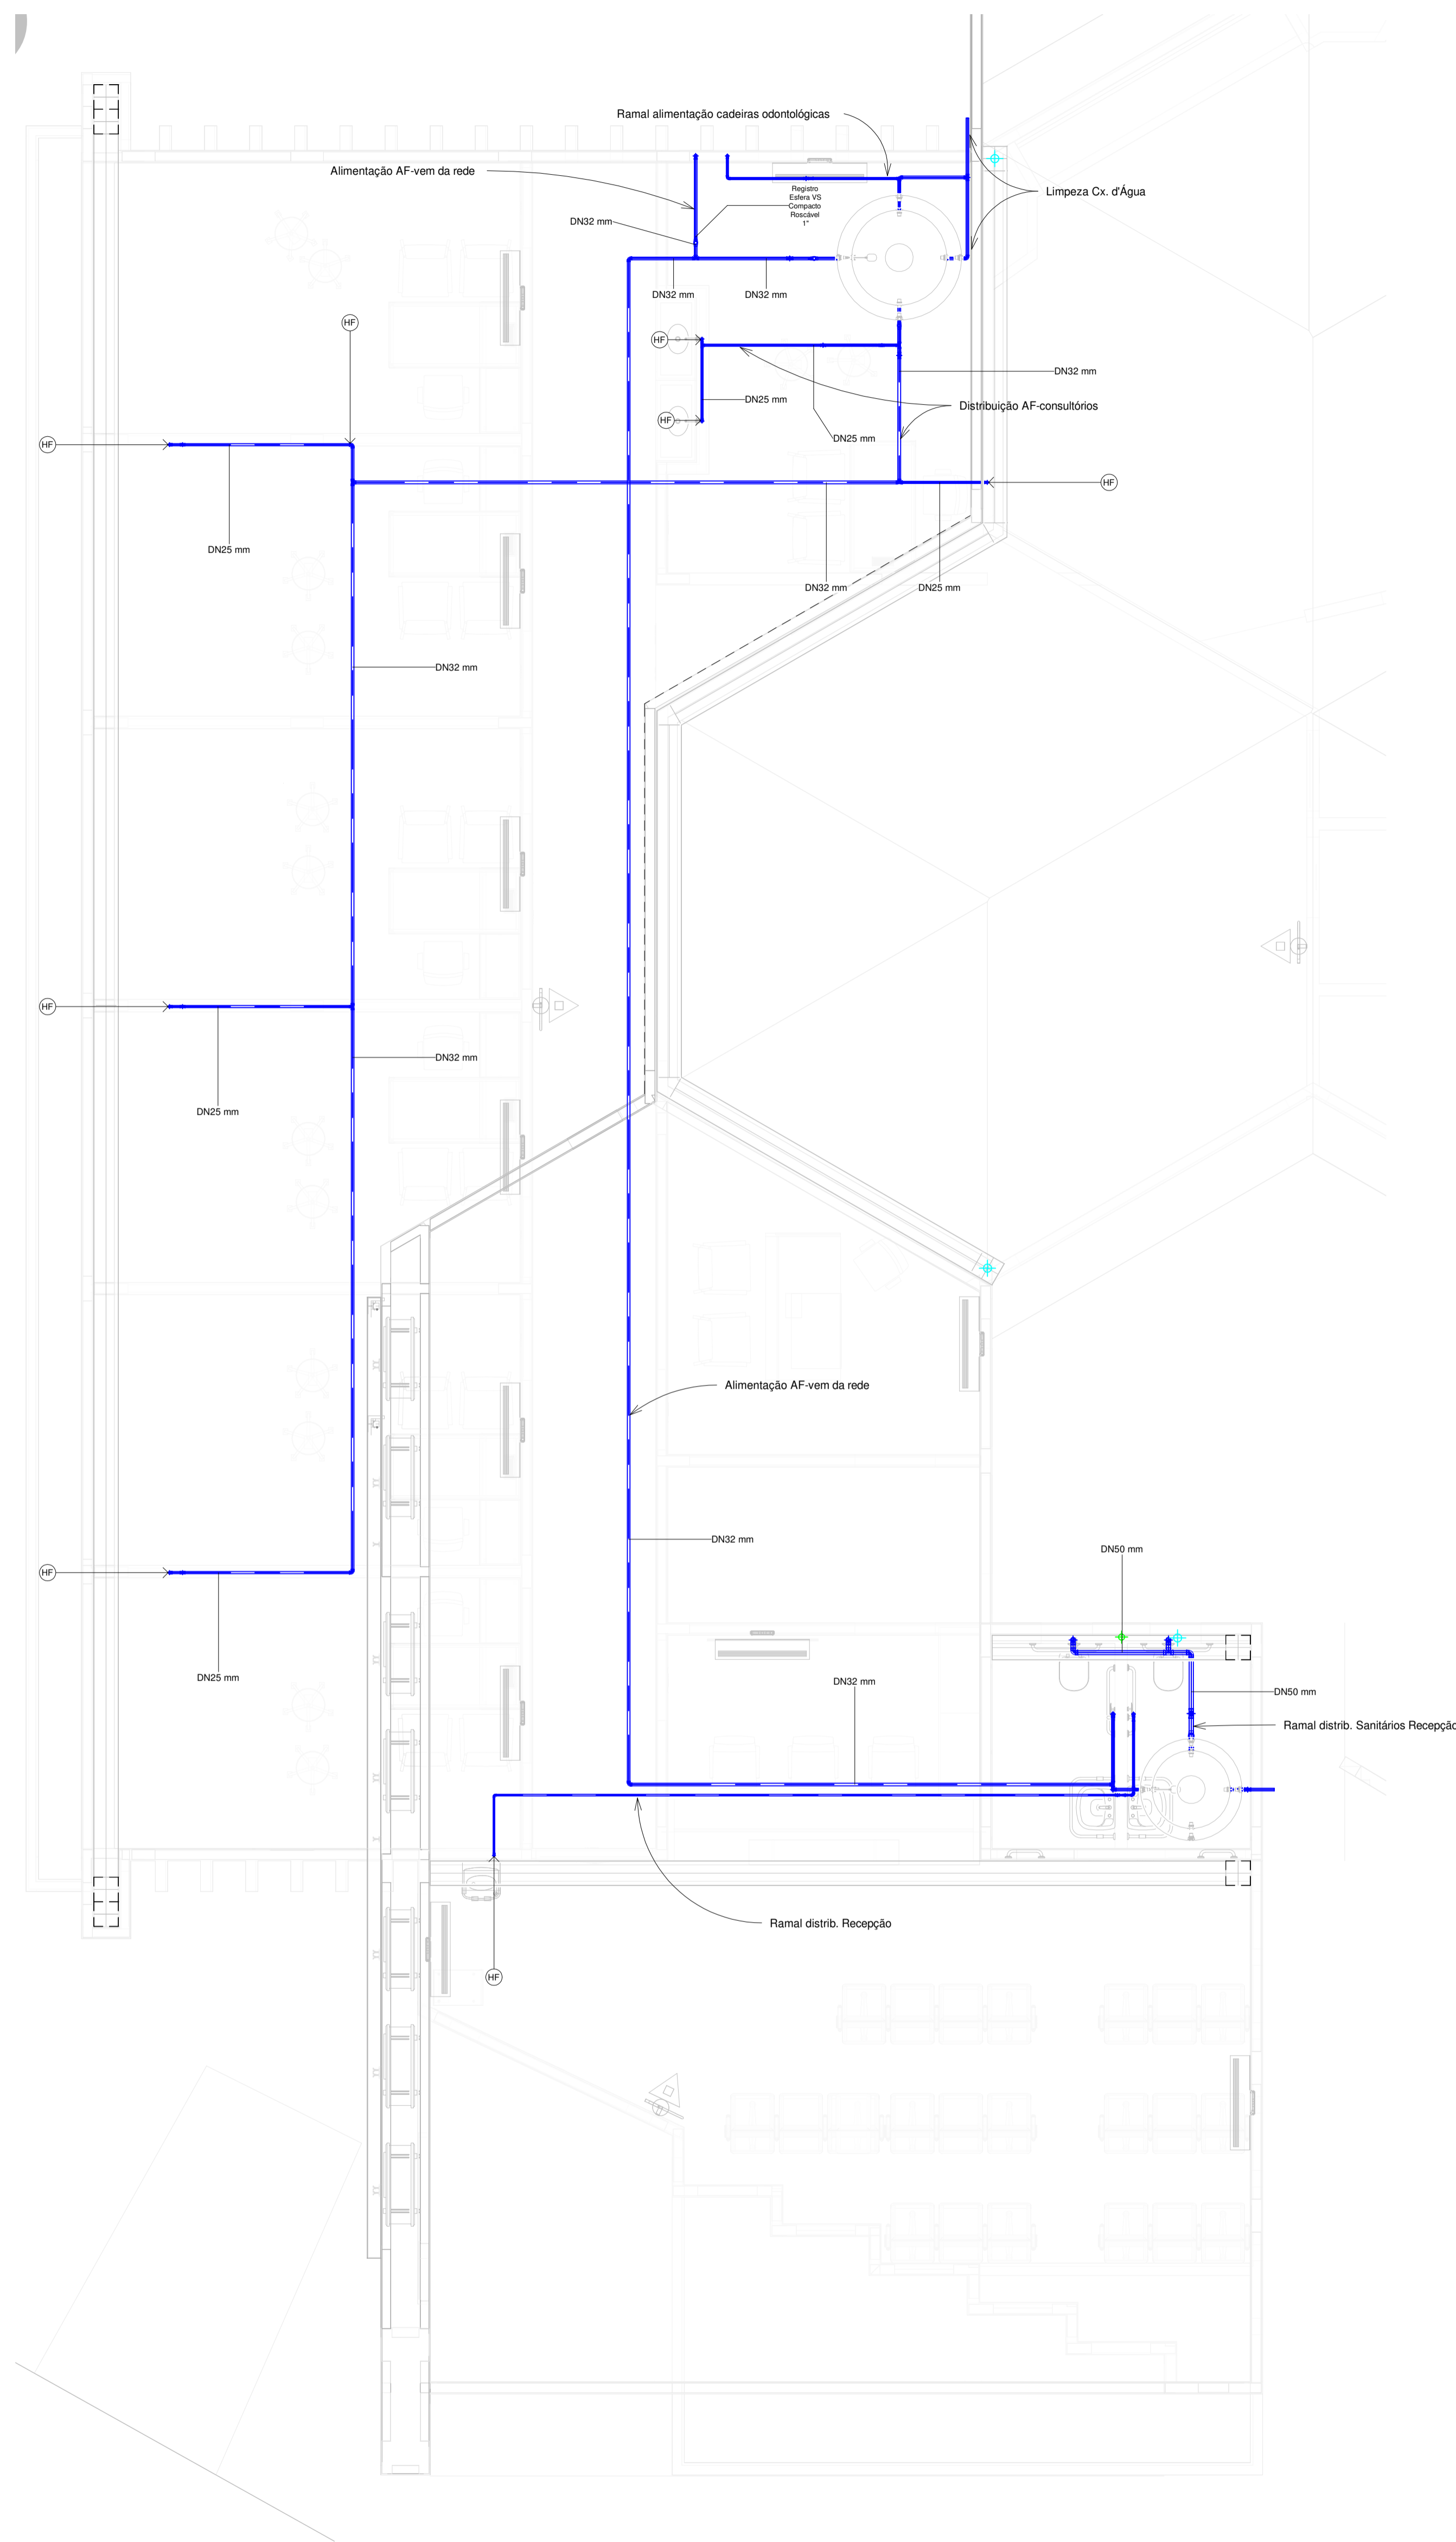 Ramal alimentação cadeiras odontológicas
Alimentação AF-vem da rede
Registro
Esfera VS
Compacto
Roscável
1"
Limpeza Cx. d'Água
DN32 mm
DN32 mm
DN32 mm
HF
HF
DN32 mm
DN25 mm
Distribuição AF-consultórios
HF
DN25 mm
HF
HF
DN25 mm
DN32 mm
DN25 mm
DN32 mm
HF
DN32 mm
DN25 mm
Alimentação AF-vem da rede
DN32 mm
DN50 mm
HF
DN25 mm
DN32 mm
DN50 mm
Ramal distrib. Sanitários Recepção
Ramal distrib. Recepção
HF